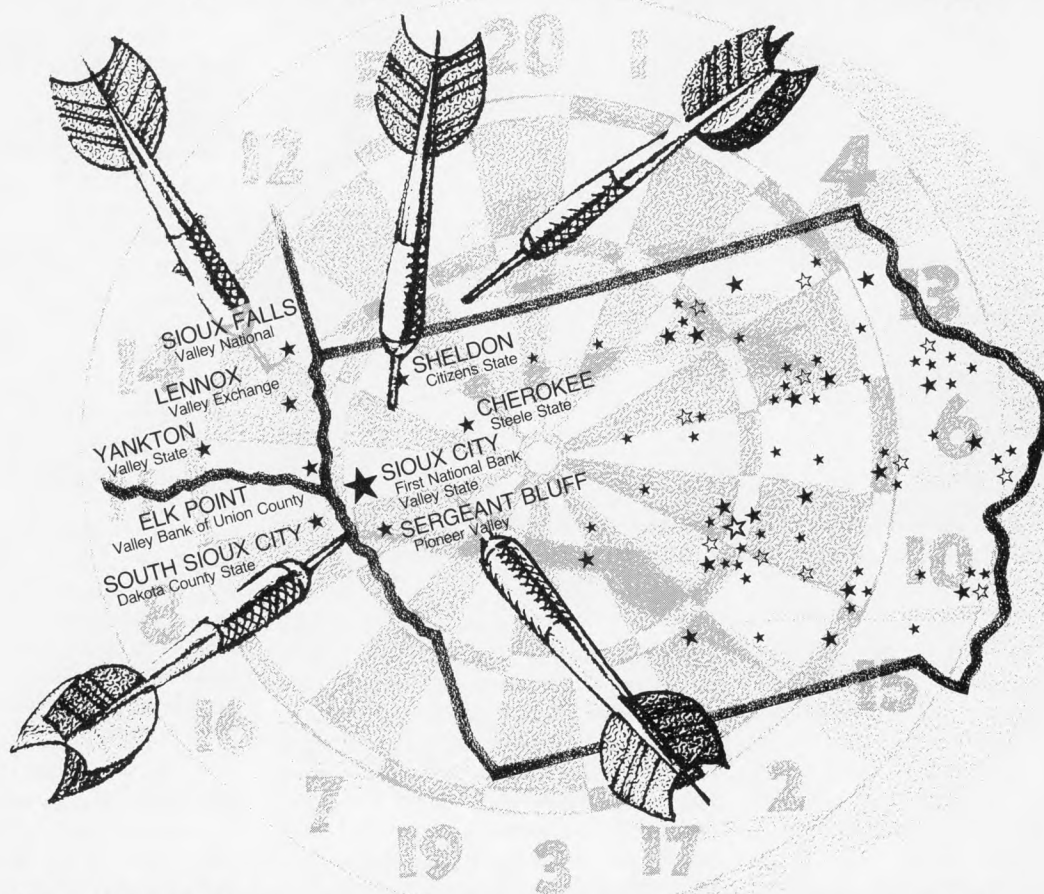 20
1
12
4
13
14
6
10
8
15
16
2
7
19
3
17
SIOUX FALLS
Valley National
LENNOX
Valley Exchange
YANKTON
Valley State
ELK POINT
Valley Bank of Union County
SOUTH SIOUX CITY
Dakota County State
SHELDON
Citizens State
CHEROKEE
Steele State
SIOUX CITY
First National Bank
Valley State
SERGEANT BLUFF
Pioneer Valley